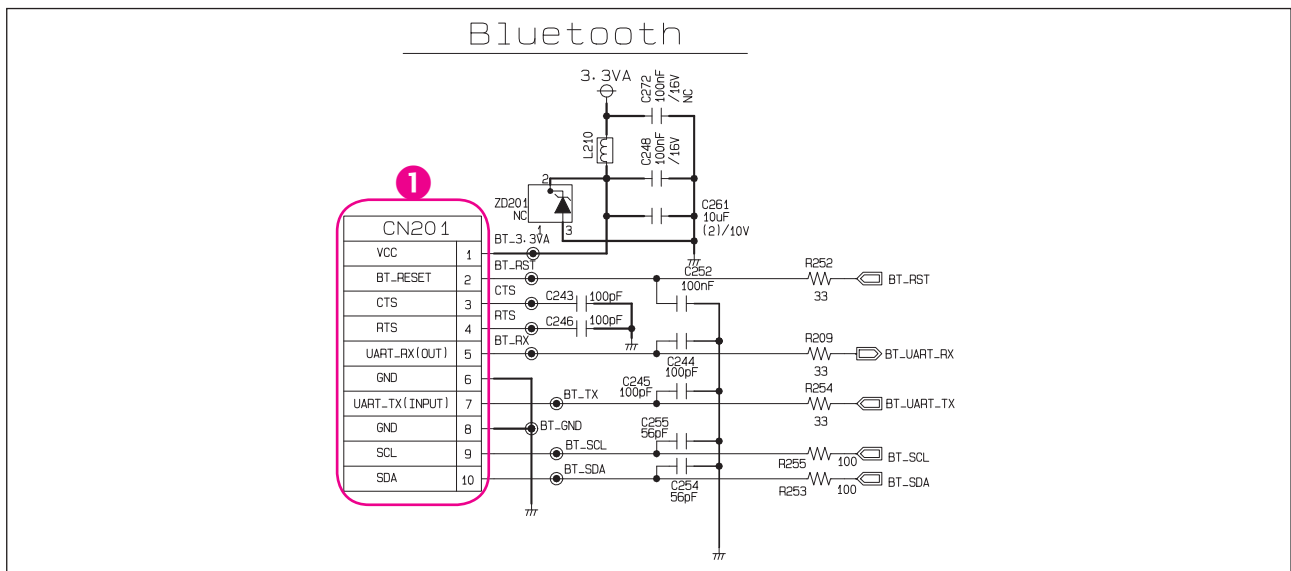 Bluetooth
3.3VA
C272
100nF
/16V
NC
L210
C248
100nF
/16V
1
2
ZD201
NC
1
3
C261
10uF
(2)/10V
CN201
BT_3.3VA
VCC 1
BT_RST
C252
100nF
R252
33
BT_RESET 2
BT_RST
CTS
C243 100pF
CTS 3
RTS
C246 100pF
RTS 4
BT_RX
R209
33
UART_RX(OUT) 5
BT_UART_RX
C244
100pF
GND 6
C245
100pF
R254
33
BT_TX
UART_TX(INPUT) 7
BT_UART_TX
BT_GND
GND 8
C255
56pF
BT_SCL
SCL 9
R255 100 BT_SCL
BT_SDA
SDA 10
C254
56pF
R253 100 BT_SDA